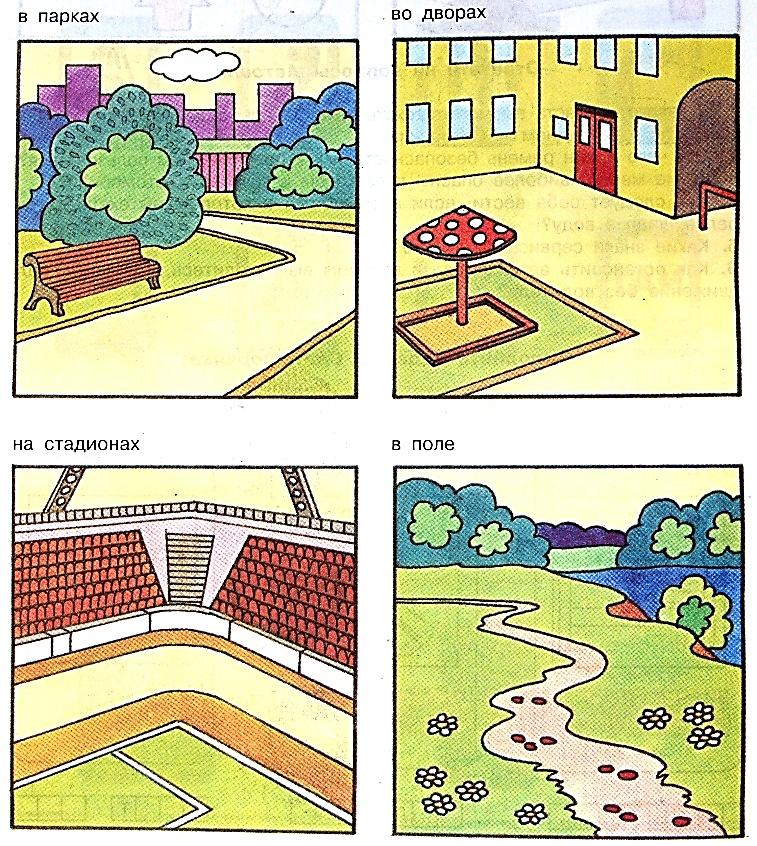 в парках
во дворах
на стадионах
в поле